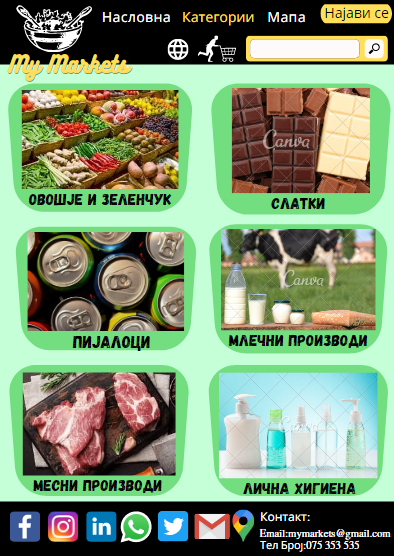 Насловна Категории Мапа Најави се
My Markets
ОВОШЈЕ И ЗЕЛЕНЧУК
СЛАТКИ
Canva
ПИЈАЛОЦИ
МЛЕЧНИ ПРОИЗВОДИ
Canva
МЕСНИ ПРОИЗВОДИ
ЛИЧНА ХИГИЕНА
Контакт:
Email:mymarkets@gmail.com
Тел Број:075 353 535